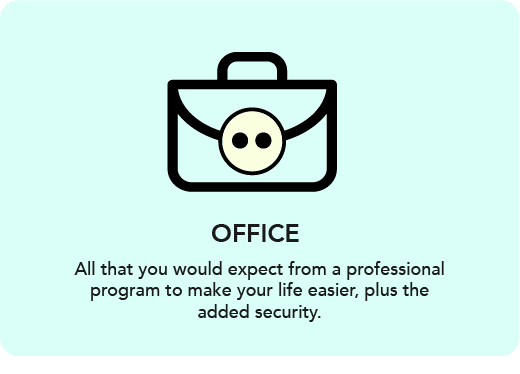 OFFICE
All that you would expect from a professional
program to make your life easier, plus the
added security.